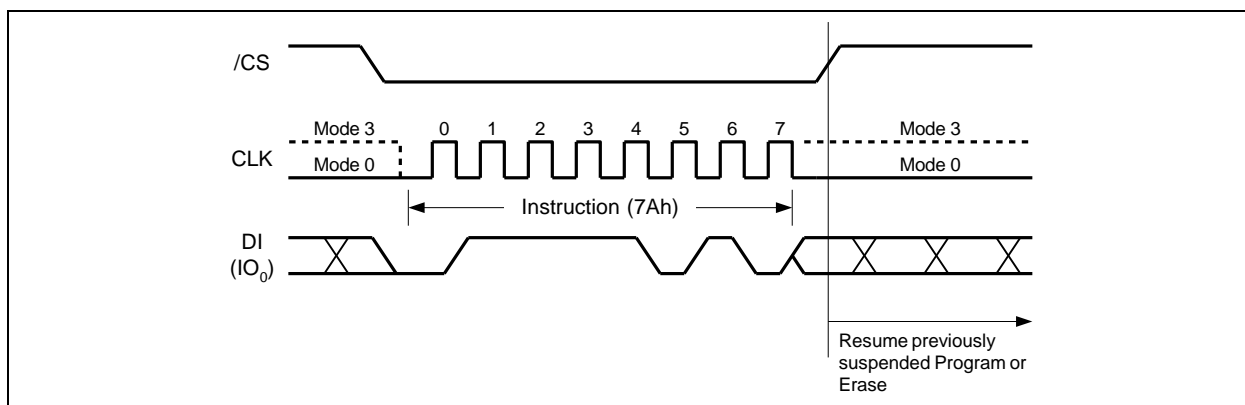 /CS
Mode 3
0 1 2 3 4 5 6 7
Mode 3
CLK
Mode 0
Mode 0
Instruction (7Ah)
DI
(IO0)
Resume previously
suspended Program or
Erase